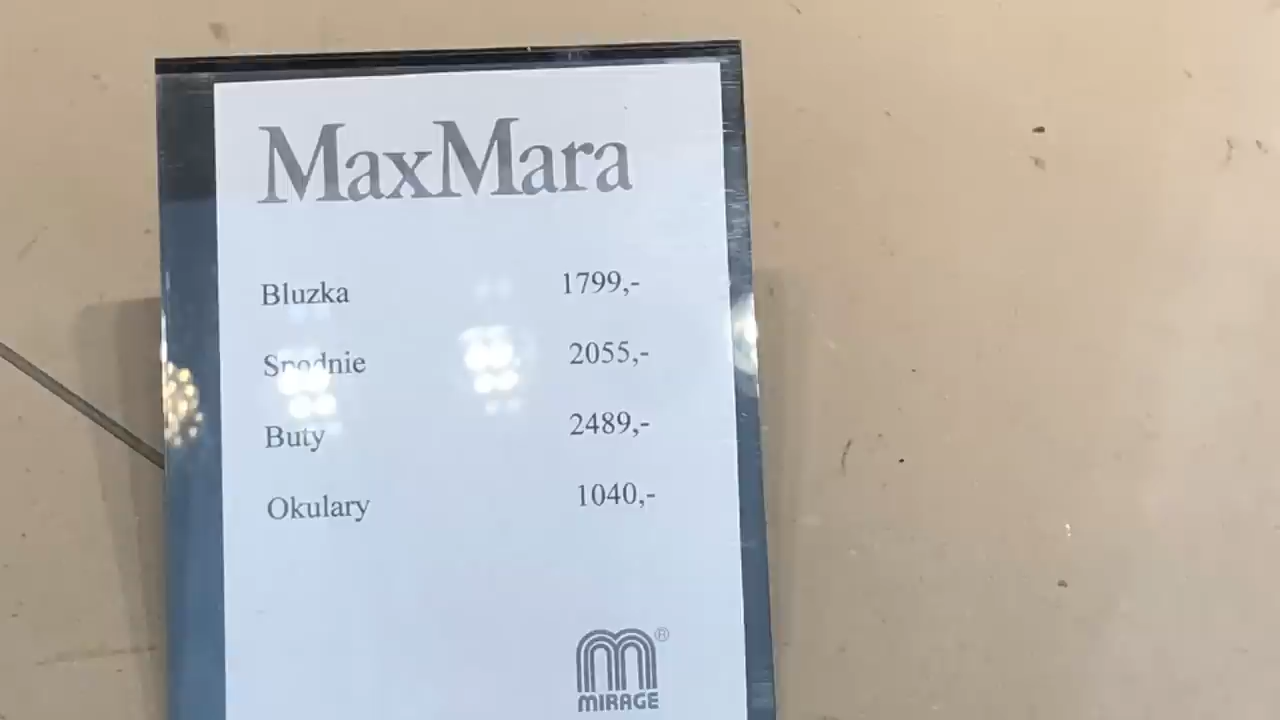 MaxMara
Bluzka 1799,-
Spodnie 2055,-
Buty 2489,-
Okulary 1040,-
m®
MIRAGE